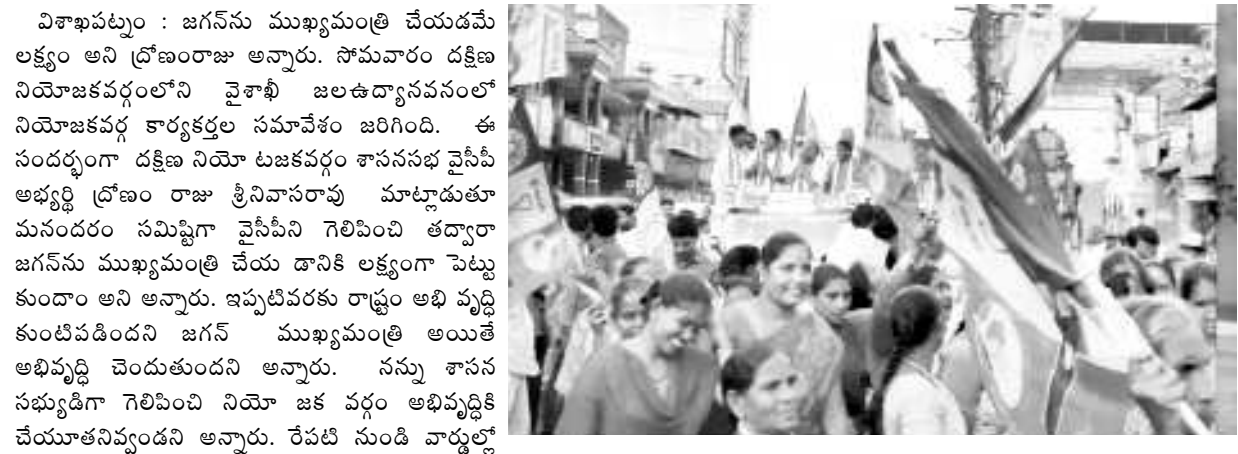 విశాఖపట్నం : జగన్‌ను ముఖ్యమంత్రి చేయడమే
లక్ష్యం అని ద్రోణంరాజు అన్నారు. సోమవారం దక్షిణ
నియోజకవర్గంలోని వైశాఖీ జలఉద్యానవనంలో
నియోజకవర్గ కార్యకర్తల సమావేశం జరిగింది. ఈ
సందర్భంగా దక్షిణ నియో టజకవర్గం శాసనసభ వైసీపీ
అభ్యర్థి ద్రోణం రాజు శ్రీనివాసరావు మాట్లాడుతూ
మనందరం సమిష్టిగా వైసీపీని గెలిపించి తద్వారా
జగన్‌ను ముఖ్యమంత్రి చేయ డానికి లక్ష్యంగా పెట్టు
కుందాం అని అన్నారు. ఇప్పటివరకు రాష్ట్రం అభి వృద్ధి
కుంటిపడిందని జగన్ ముఖ్యమంత్రి అయితే
అభివృద్ధి చెందుతుందని అన్నారు. నన్ను శాసన
సభ్యుడిగా గెలిపించి నియో జక వర్గం అభివృద్ధికి
చేయూతనివ్వండని అన్నారు. రేపటి నుండి వార్డుల్లో